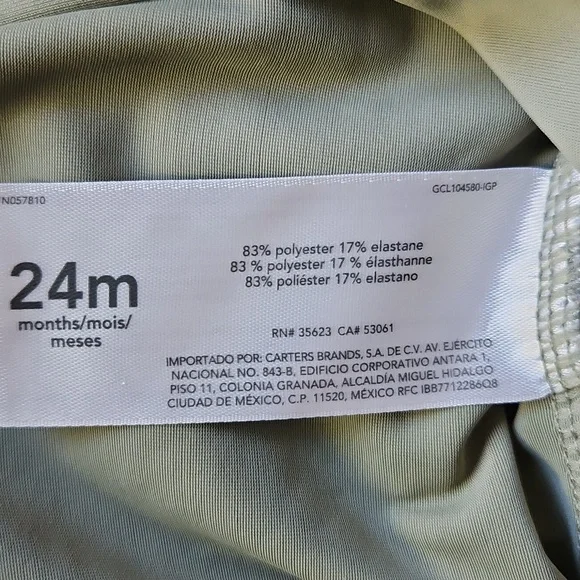 N057810
GCL104580-IGP
24m
months/mois/
meses
83% polyester 17% elastane
83 % polyester 17 % élasthanne
83% poliéster 17% elastano
RN# 35623 CA# 53061
IMPORTADO POR: CARTERS BRANDS, S.A. DE C.V. AV. EJÉRCITO
NACIONAL NO. 843-B, EDIFICIO CORPORATIVO ANTARA 1,
PISO 11, COLONIA GRANADA, ALCALDÍA MIGUEL HIDALGO
CIUDAD DE MÉXICO, C.P. 11520, MÉXICO RFC IBB7712286Q8